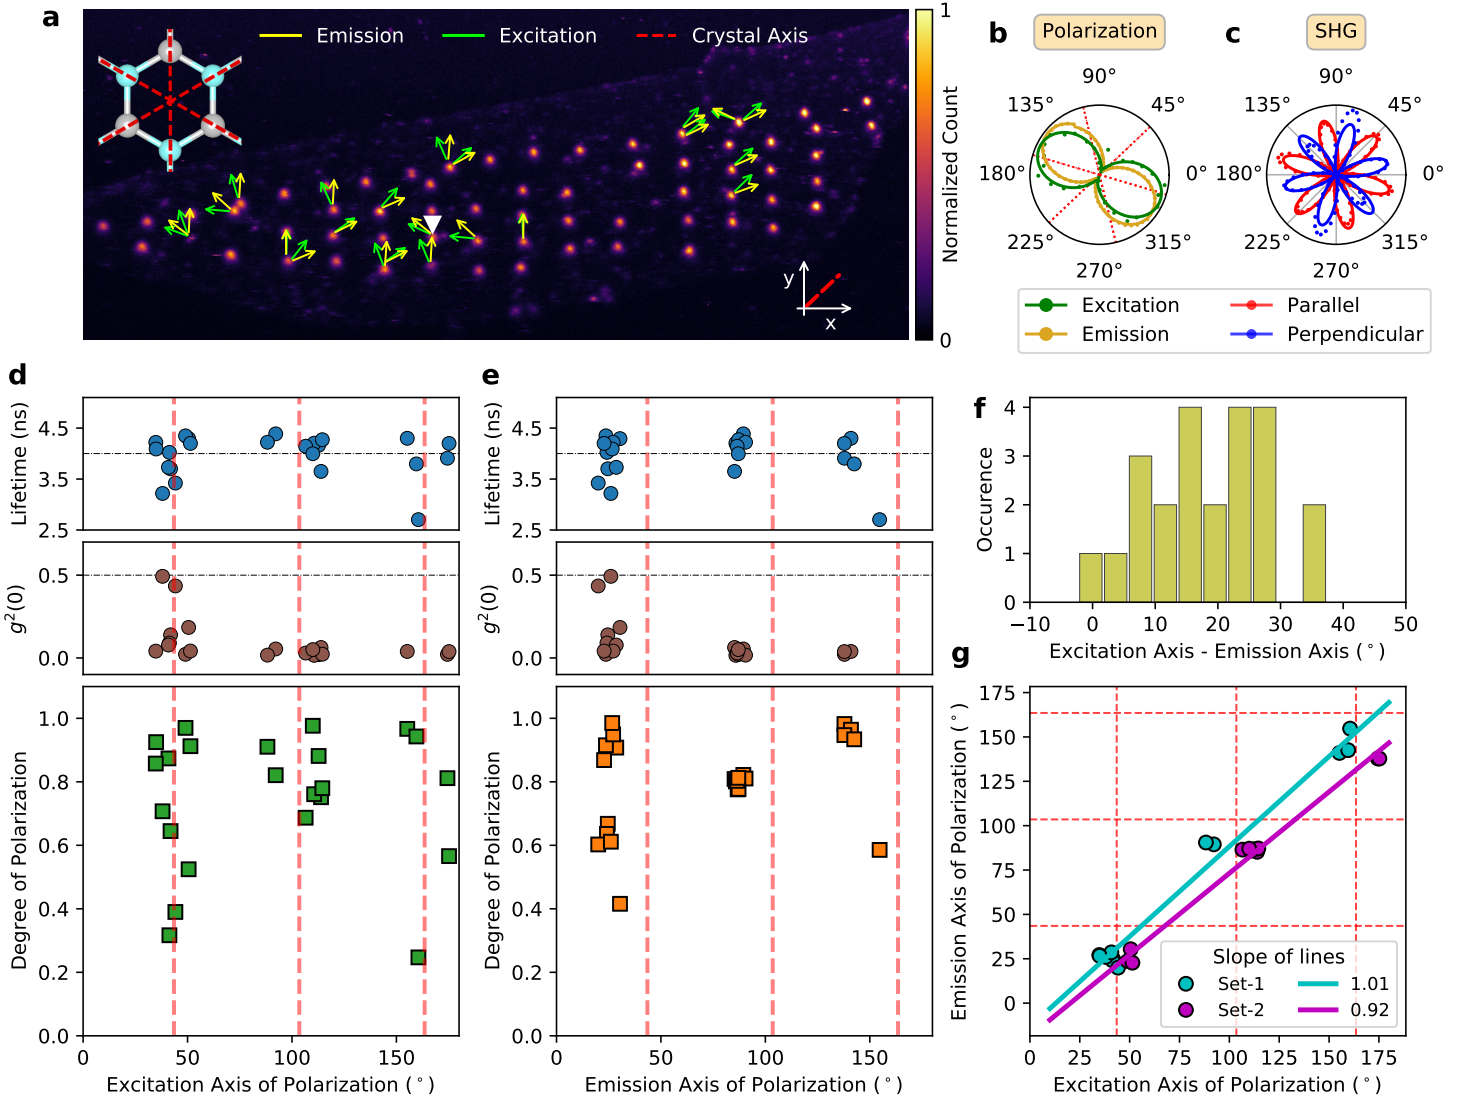 a
Emission
Excitation
Crystal Axis
y
x
1
0
Normalized Count
b
Polarization
90°
135°
45°
180°
0°
225°
315°
270°
c
SHG
90°
135°
45°
180°
0°
225°
315°
270°
Excitation
Emission
Parallel
Perpendicular
d
Lifetime (ns)
4.5
3.5
2.5
g²(0)
0.5
0.0
Degree of Polarization
1.0
0.8
0.6
0.4
0.2
0.0
0
50
100
150
Excitation Axis of Polarization (°)
e
Lifetime (ns)
4.5
3.5
2.5
g²(0)
0.5
0.0
Degree of Polarization
1.0
0.8
0.6
0.4
0.2
0.0
0
50
100
150
Emission Axis of Polarization (°)
f
Occurence
4
3
2
1
0
−10
0
10
20
30
40
50
Excitation Axis - Emission Axis (°)
g
Emission Axis of Polarization (°)
175
150
125
100
75
50
25
0
Slope of lines
Set-1
1.01
Set-2
0.92
0
25
50
75
100
125
150
175
Excitation Axis of Polarization (°)